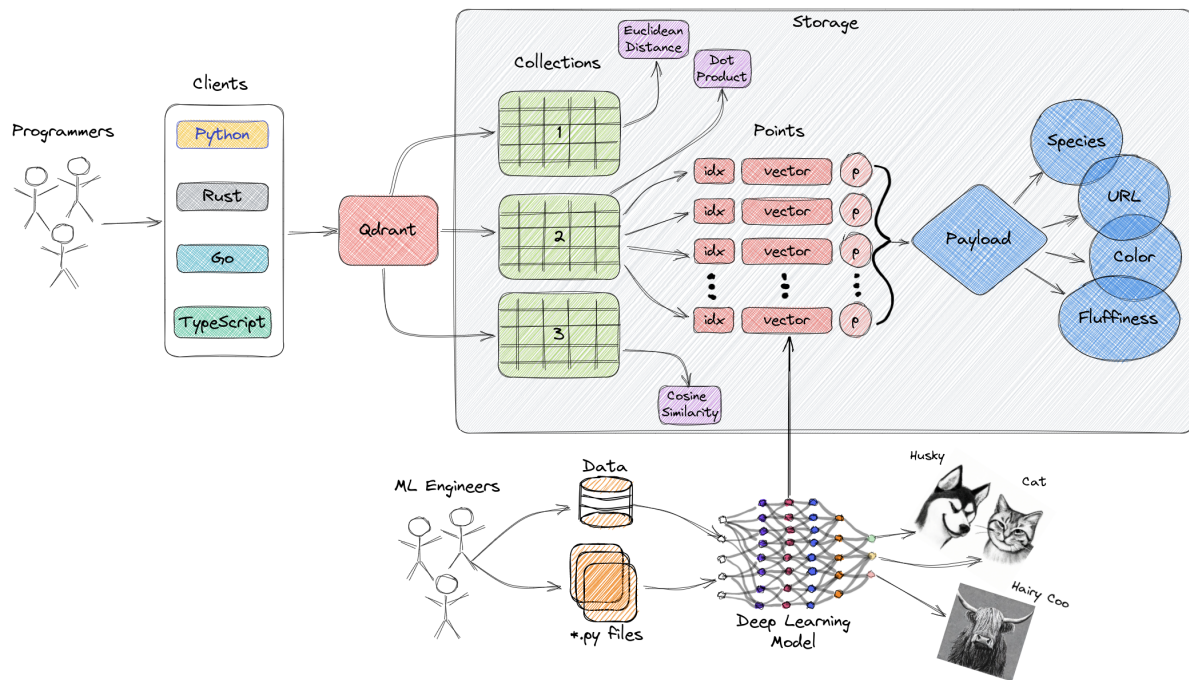 Storage
Euclidean
Distance
Collections
Dot
Product
Clients
Programmers
Python
Rust
Go
TypeScript
Qdrant
1
2
3
Points
idx vector p
idx vector p
idx vector p
idx vector p
Payload
Species
URL
Color
Fluffiness
Cosine
Similarity
ML Engineers
Data
*.py files
Deep Learning
Model
Husky
Cat
Hairy Coo